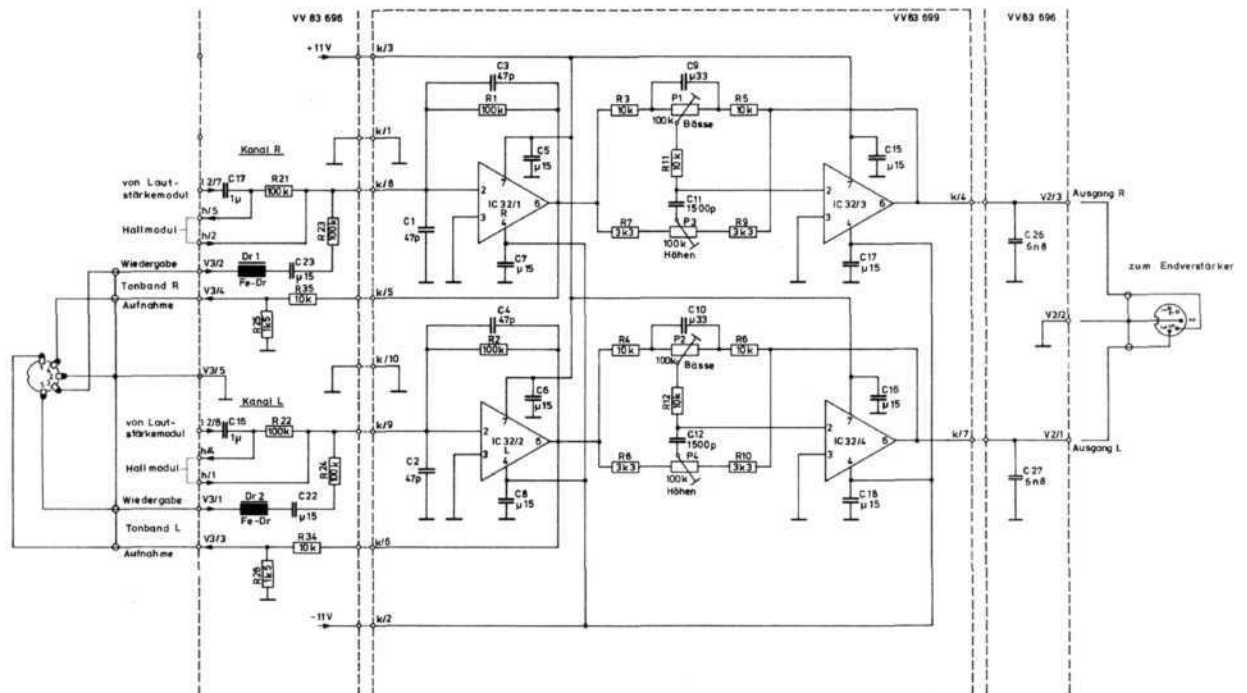 VV 83 696
VV83 699
VV83 696
+11V
k/3
C3
47p
R1
100k
C9
µ33
R3
10k
P1
100k
Bässe
R5
10k
k/1
C5
µ15
C15
µ15
Kanal R
R11
10k
von Laut-
stärkemodul
C17
1µ
R21
100k
k/8
2
7
IC 32/1
R
6
3
4
C11
1500p
2
7
IC 32/3
6
3
4
k/4
V2/3
Ausgang R
h/5
Hallmodul
h/2
R23
100k
C1
47p
R7
3k3
P3
100k
Höhen
R9
3k3
C26
Wiedergabe
V3/2
Dr 1
Fe-Dr
C23
µ15
C7
µ15
C17
µ15
zum Endverstärker
Tonband R
Aufnahme
V3/4
R35
10k
k/5
R25
1k5
C4
47p
R2
100k
C10
µ33
R4
10k
P2
100k
Bässe
R6
10k
V2/2
k/10
V3/5
C6
µ15
C16
µ15
Kanal L
R12
10k
von Laut-
stärkemodul
C16
1µ
R22
100k
k/9
2
7
IC 32/2
L
6
3
4
C12
1500p
2
7
IC 32/4
6
3
4
k/7
V2/1
Ausgang L
h/4
Hallmodul
h/1
R24
100k
C2
47p
R8
3k3
P4
100k
Höhen
R10
3k3
C27
Wiedergabe
V3/1
Dr 2
Fe-Dr
C22
µ15
C8
µ15
C18
µ15
Tonband L
Aufnahme
V3/3
R34
10k
k/6
R26
1k5
-11V
k/2